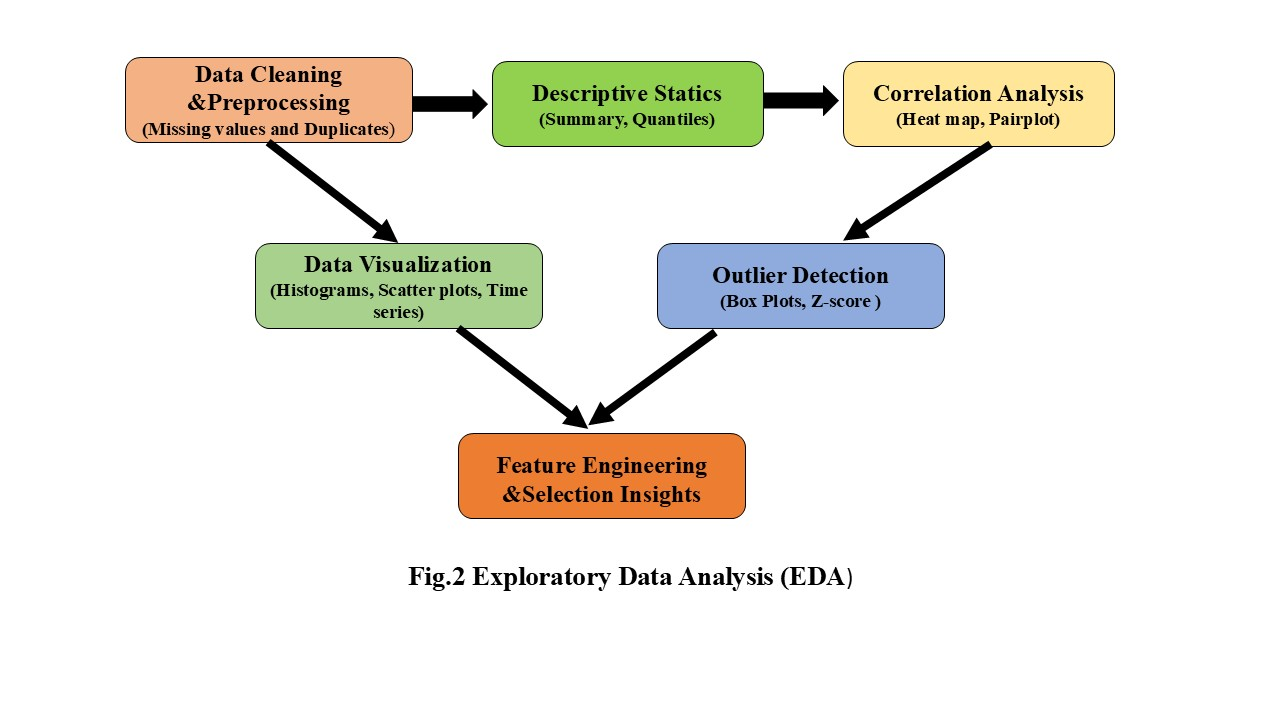 Data Cleaning
&Preprocessing
(Missing values and Duplicates)
Descriptive Statics
(Summary, Quantiles)
Correlation Analysis
(Heat map, Pairplot)
Data Visualization
(Histograms, Scatter plots, Time
series)
Outlier Detection
(Box Plots, Z-score )
Feature Engineering
&Selection Insights
Fig.2 Exploratory Data Analysis (EDA)